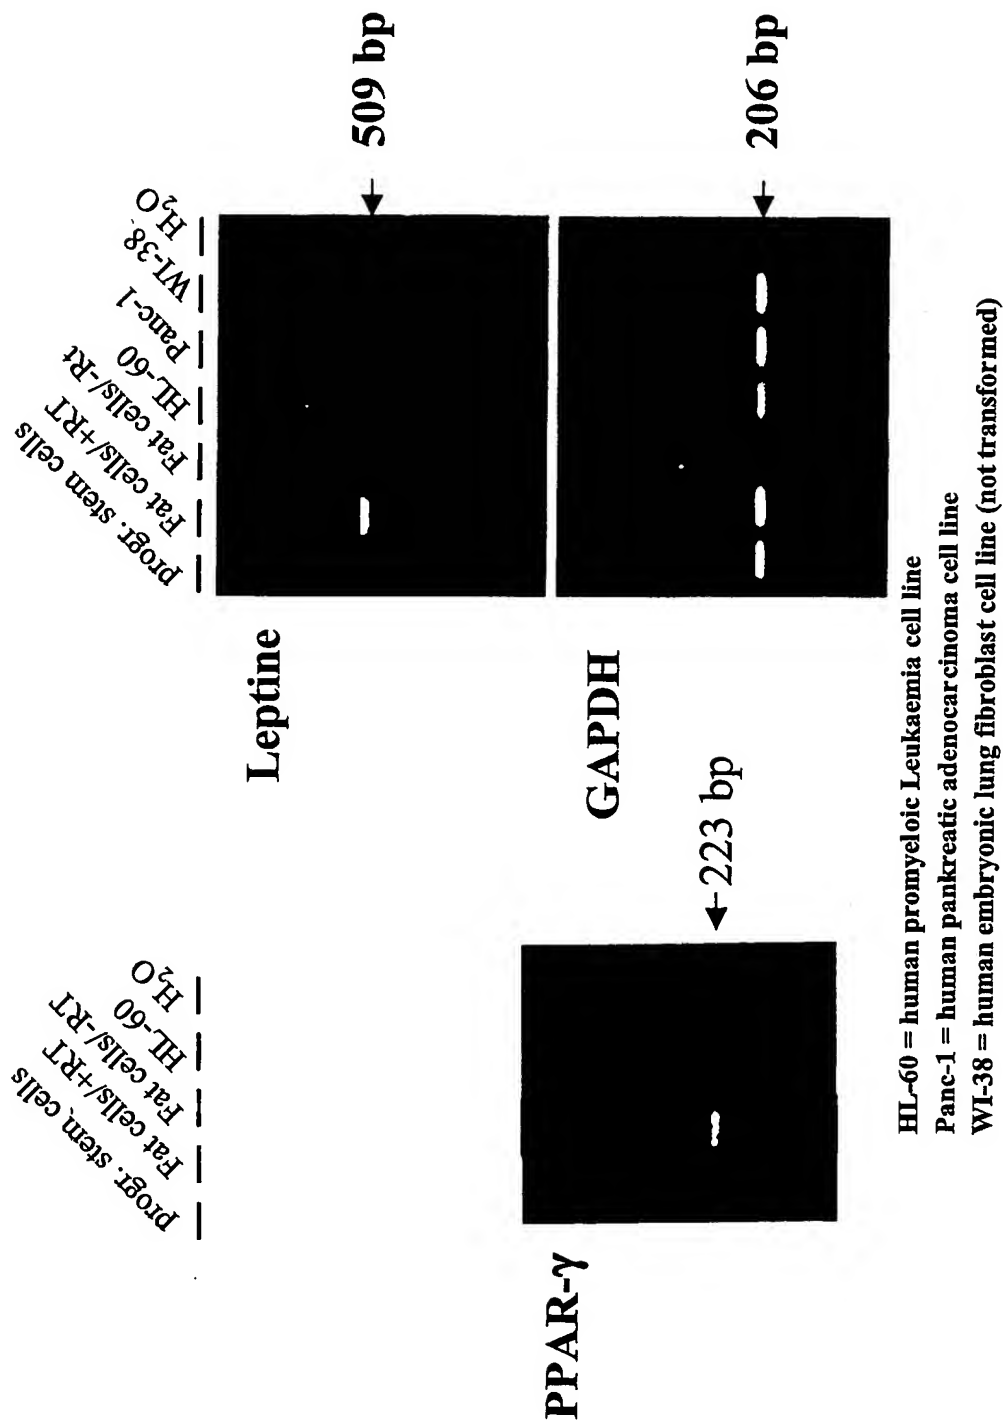 progr. stem cells
Fat cells/+RT
Fat cells/-RT
HL-60
H₂O
PPAR-γ
223 bp
progr. stem cells
Fat cells/+RT
Fat cells/-Rt
HL-60
Panc-1
WI-38
H₂O
Leptine
509 bp
GAPDH
206 bp
HL-60 = human promyeloic Leukaemia cell line
Panc-1 = human pankreatic adenocarcinoma cell line
WI-38 = human embryonic lung fibroblast cell line (not transformed)